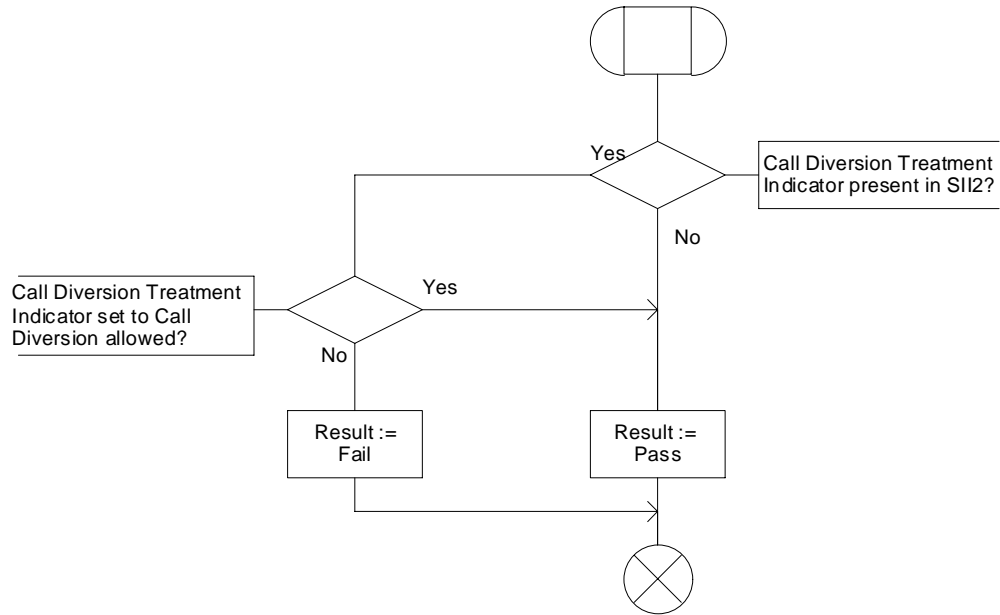 Yes
Call Diversion Treatment
Indicator present in SII2?
No
Call Diversion Treatment
Indicator set to Call
Diversion allowed?
Yes
No
Result :=
Fail
Result :=
Pass